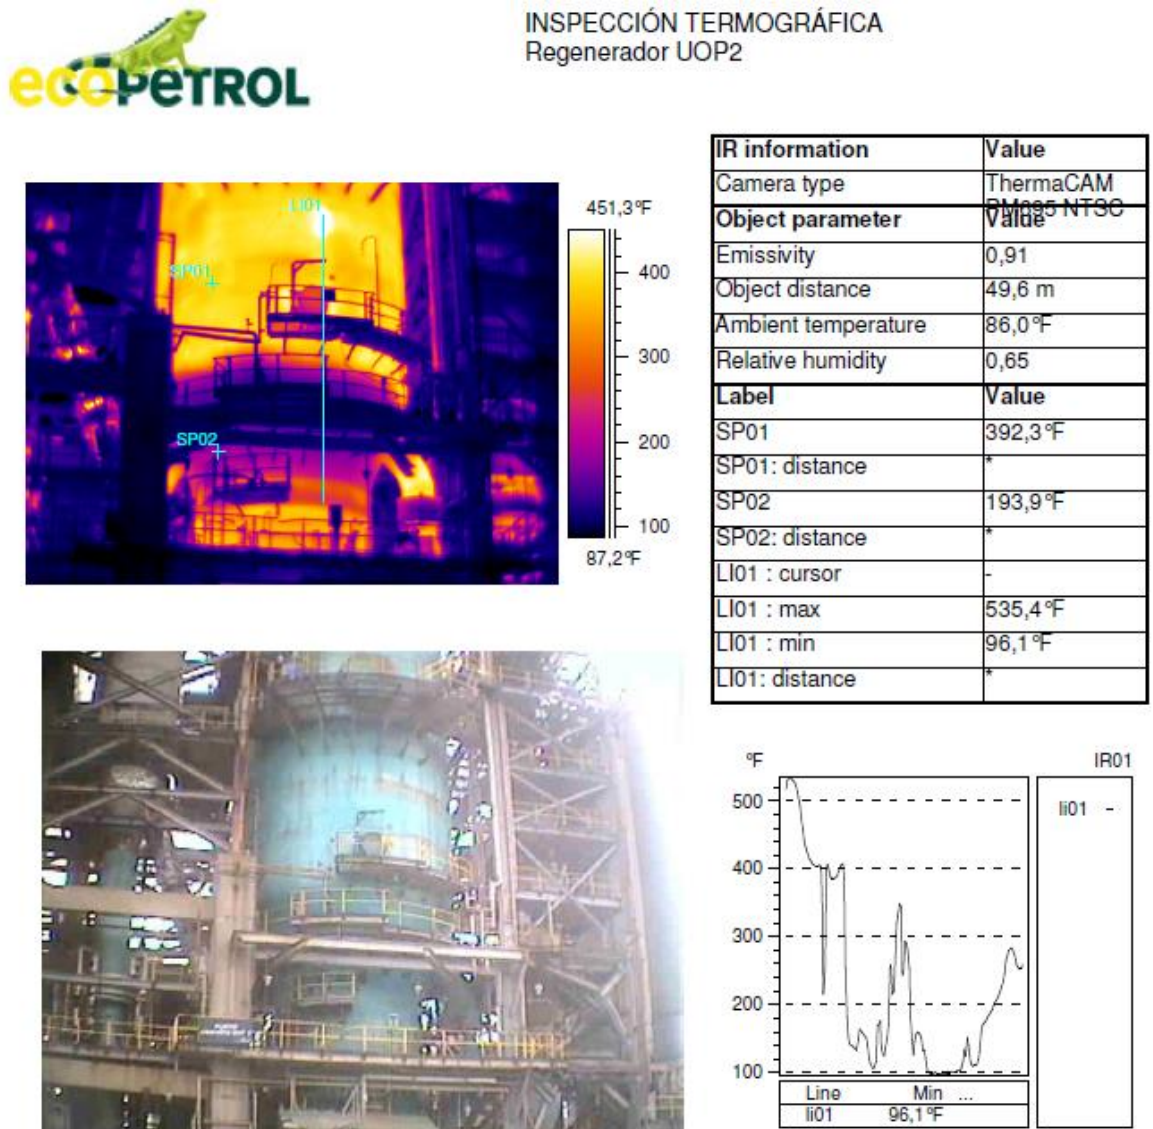 INSPECCIÓN TERMOGRÁFICA
Regenerador UOP2
ecopetrol
LI01
SP01
SP02
451,3°F
400
300
200
100
87,2°F
IR information Value
Camera type ThermaCAM
NTSC
Object parameter Value
Emissivity 0,91
Object distance 49,6 m
Ambient temperature 86,0°F
Relative humidity 0,65
Label Value
SP01 392,3°F
SP01: distance *
SP02 193,9°F
SP02: distance *
LI01 : cursor -
LI01 : max 535,4°F
LI01 : min 96,1°F
LI01: distance *
°F IR01
500
400
300
200
100
li01 -
Line Min ...
li01 96,1°F